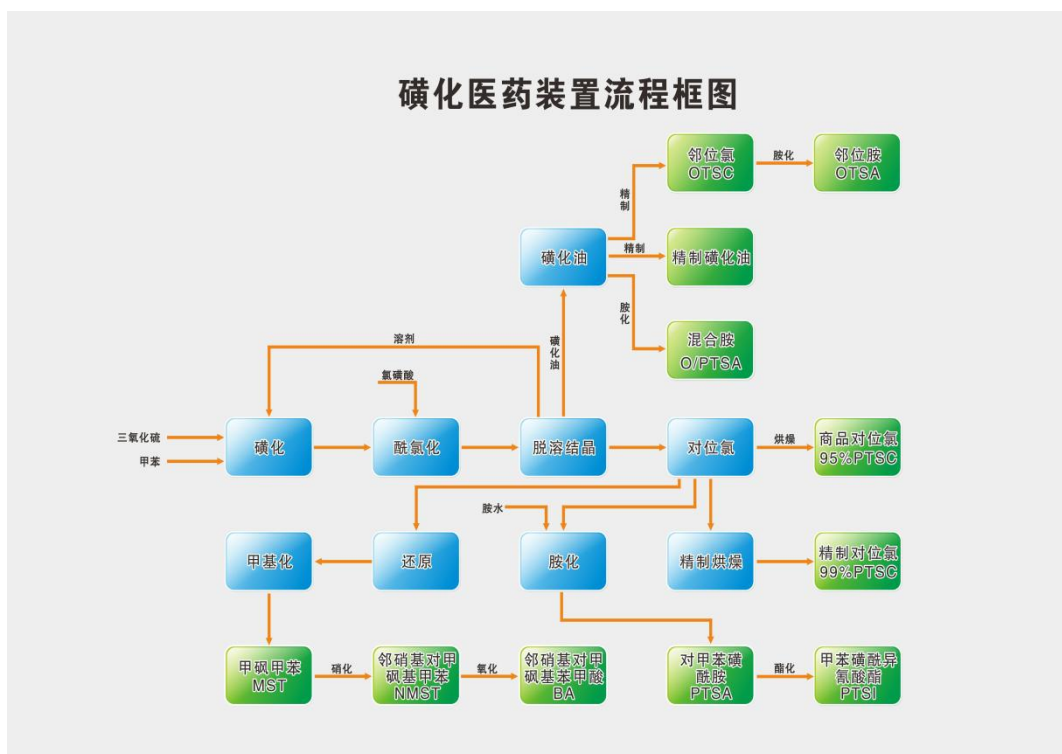 磺化医药装置流程框图
邻位氯
OTSC
胺化
邻位胺
OTSA
精制
磺化油
精制
精制磺化油
胺化
混合胺
O/PTSA
溶剂
磺化油
氯磺酸
三氧化硫
甲苯
磺化
酰氯化
脱溶结晶
对位氯
烘燥
商品对位氯
95%PTSC
胺水
甲基化
还原
胺化
精制烘燥
精制对位氯
99%PTSC
甲砜甲苯
MST
硝化
邻硝基对甲
砜基甲苯
NMST
氧化
邻硝基对甲
砜基苯甲酸
BA
对甲苯磺
酰胺
PTSA
酯化
甲苯磺酰异
氰酸酯
PTSI